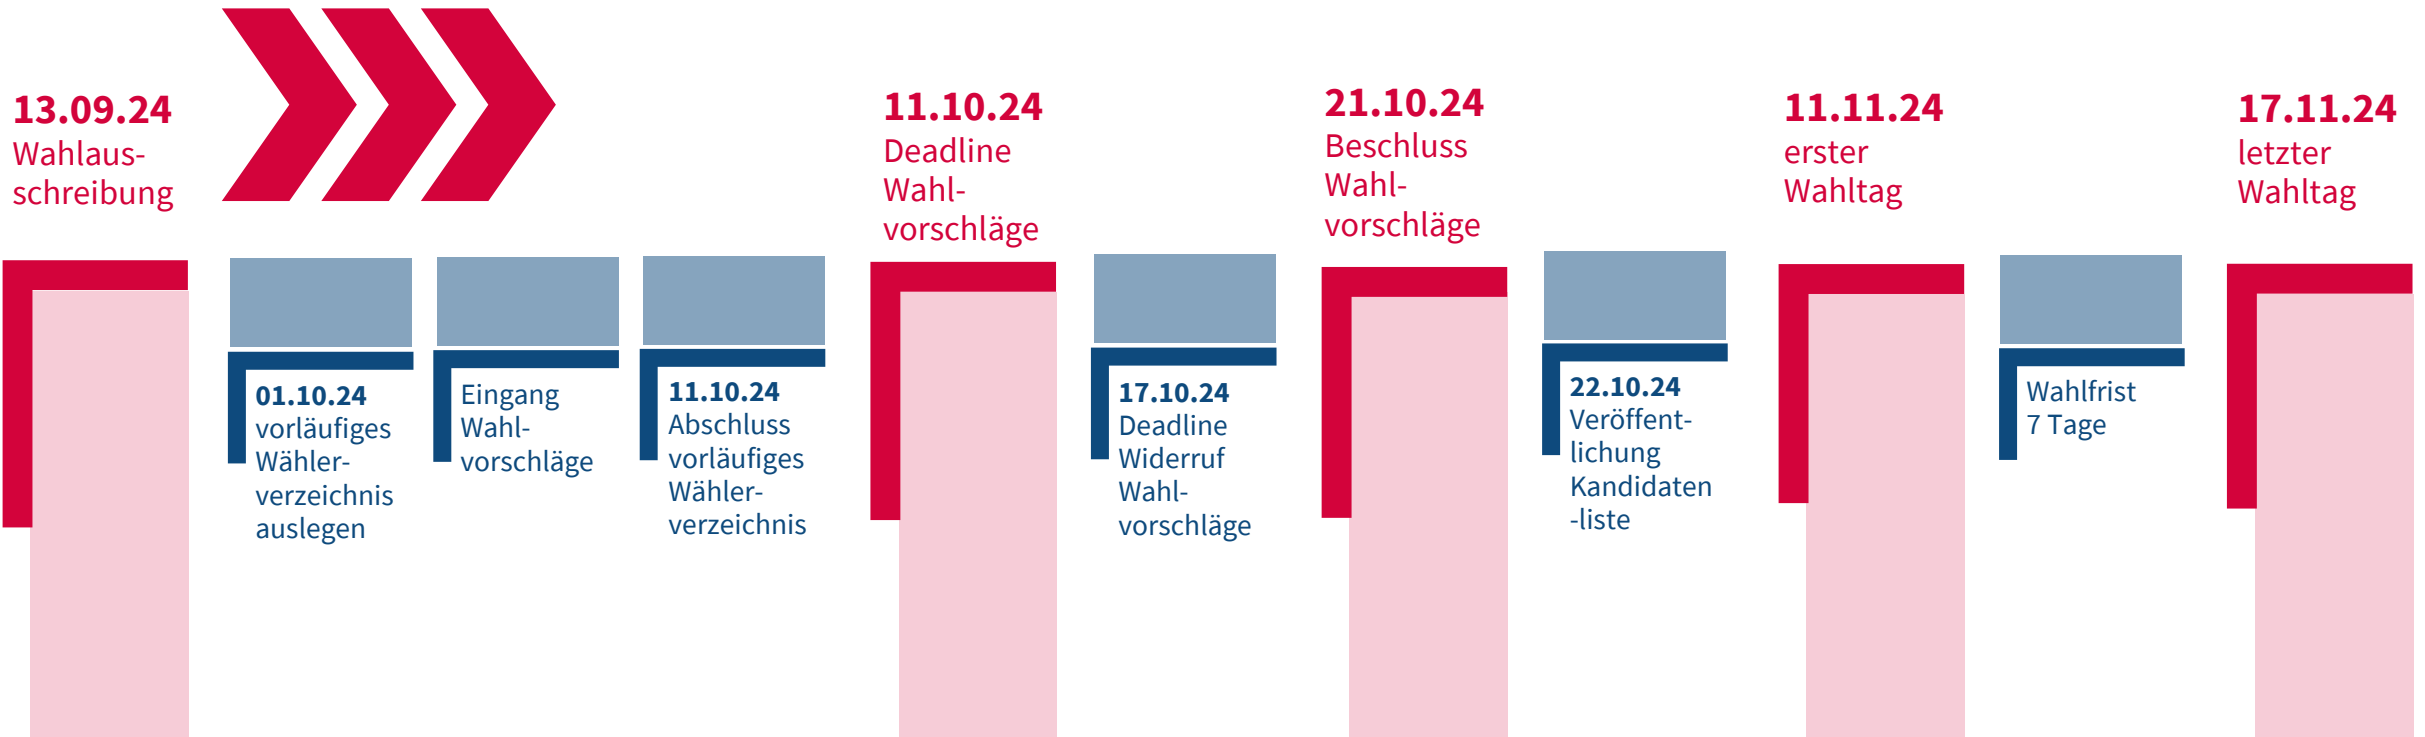 13.09.24
Wahlaus-
schreibung
01.10.24
vorläufiges
Wähler-
verzeichnis
auslegen
Eingang
Wahl-
vorschläge
11.10.24
Abschluss
vorläufiges
Wähler-
verzeichnis
11.10.24
Deadline
Wahl-
vorschläge
17.10.24
Deadline
Widerruf
Wahl-
vorschläge
21.10.24
Beschluss
Wahl-
vorschläge
22.10.24
Veröffent-
lichung
Kandidaten
-liste
11.11.24
erster
Wahltag
Wahlfrist
7 Tage
17.11.24
letzter
Wahltag